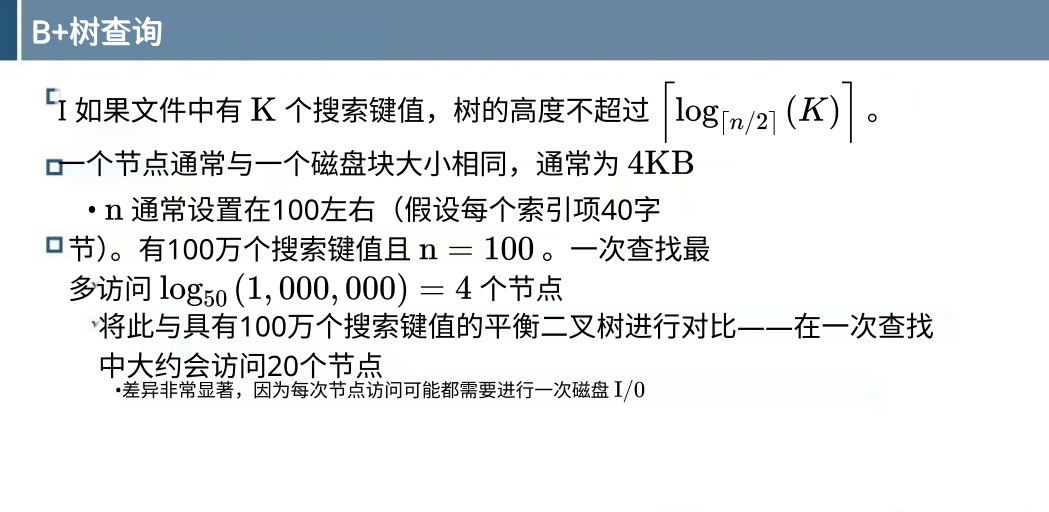 B+树查询
I 如果文件中有 K 个搜索键值，树的高度不超过 ⌈log⌈n/2⌉ (K)⌉ 。
一个节点通常与一个磁盘块大小相同，通常为 4KB
• n 通常设置在100左右（假设每个索引项40字
节）。有100万个搜索键值且 n = 100 。一次查找最
多访问 log50 (1, 000, 000) = 4 个节点
将此与具有100万个搜索键值的平衡二叉树进行对比——在一次查找
中大约会访问20个节点
•差异非常显著，因为每次节点访问可能都需要进行一次磁盘 I/0